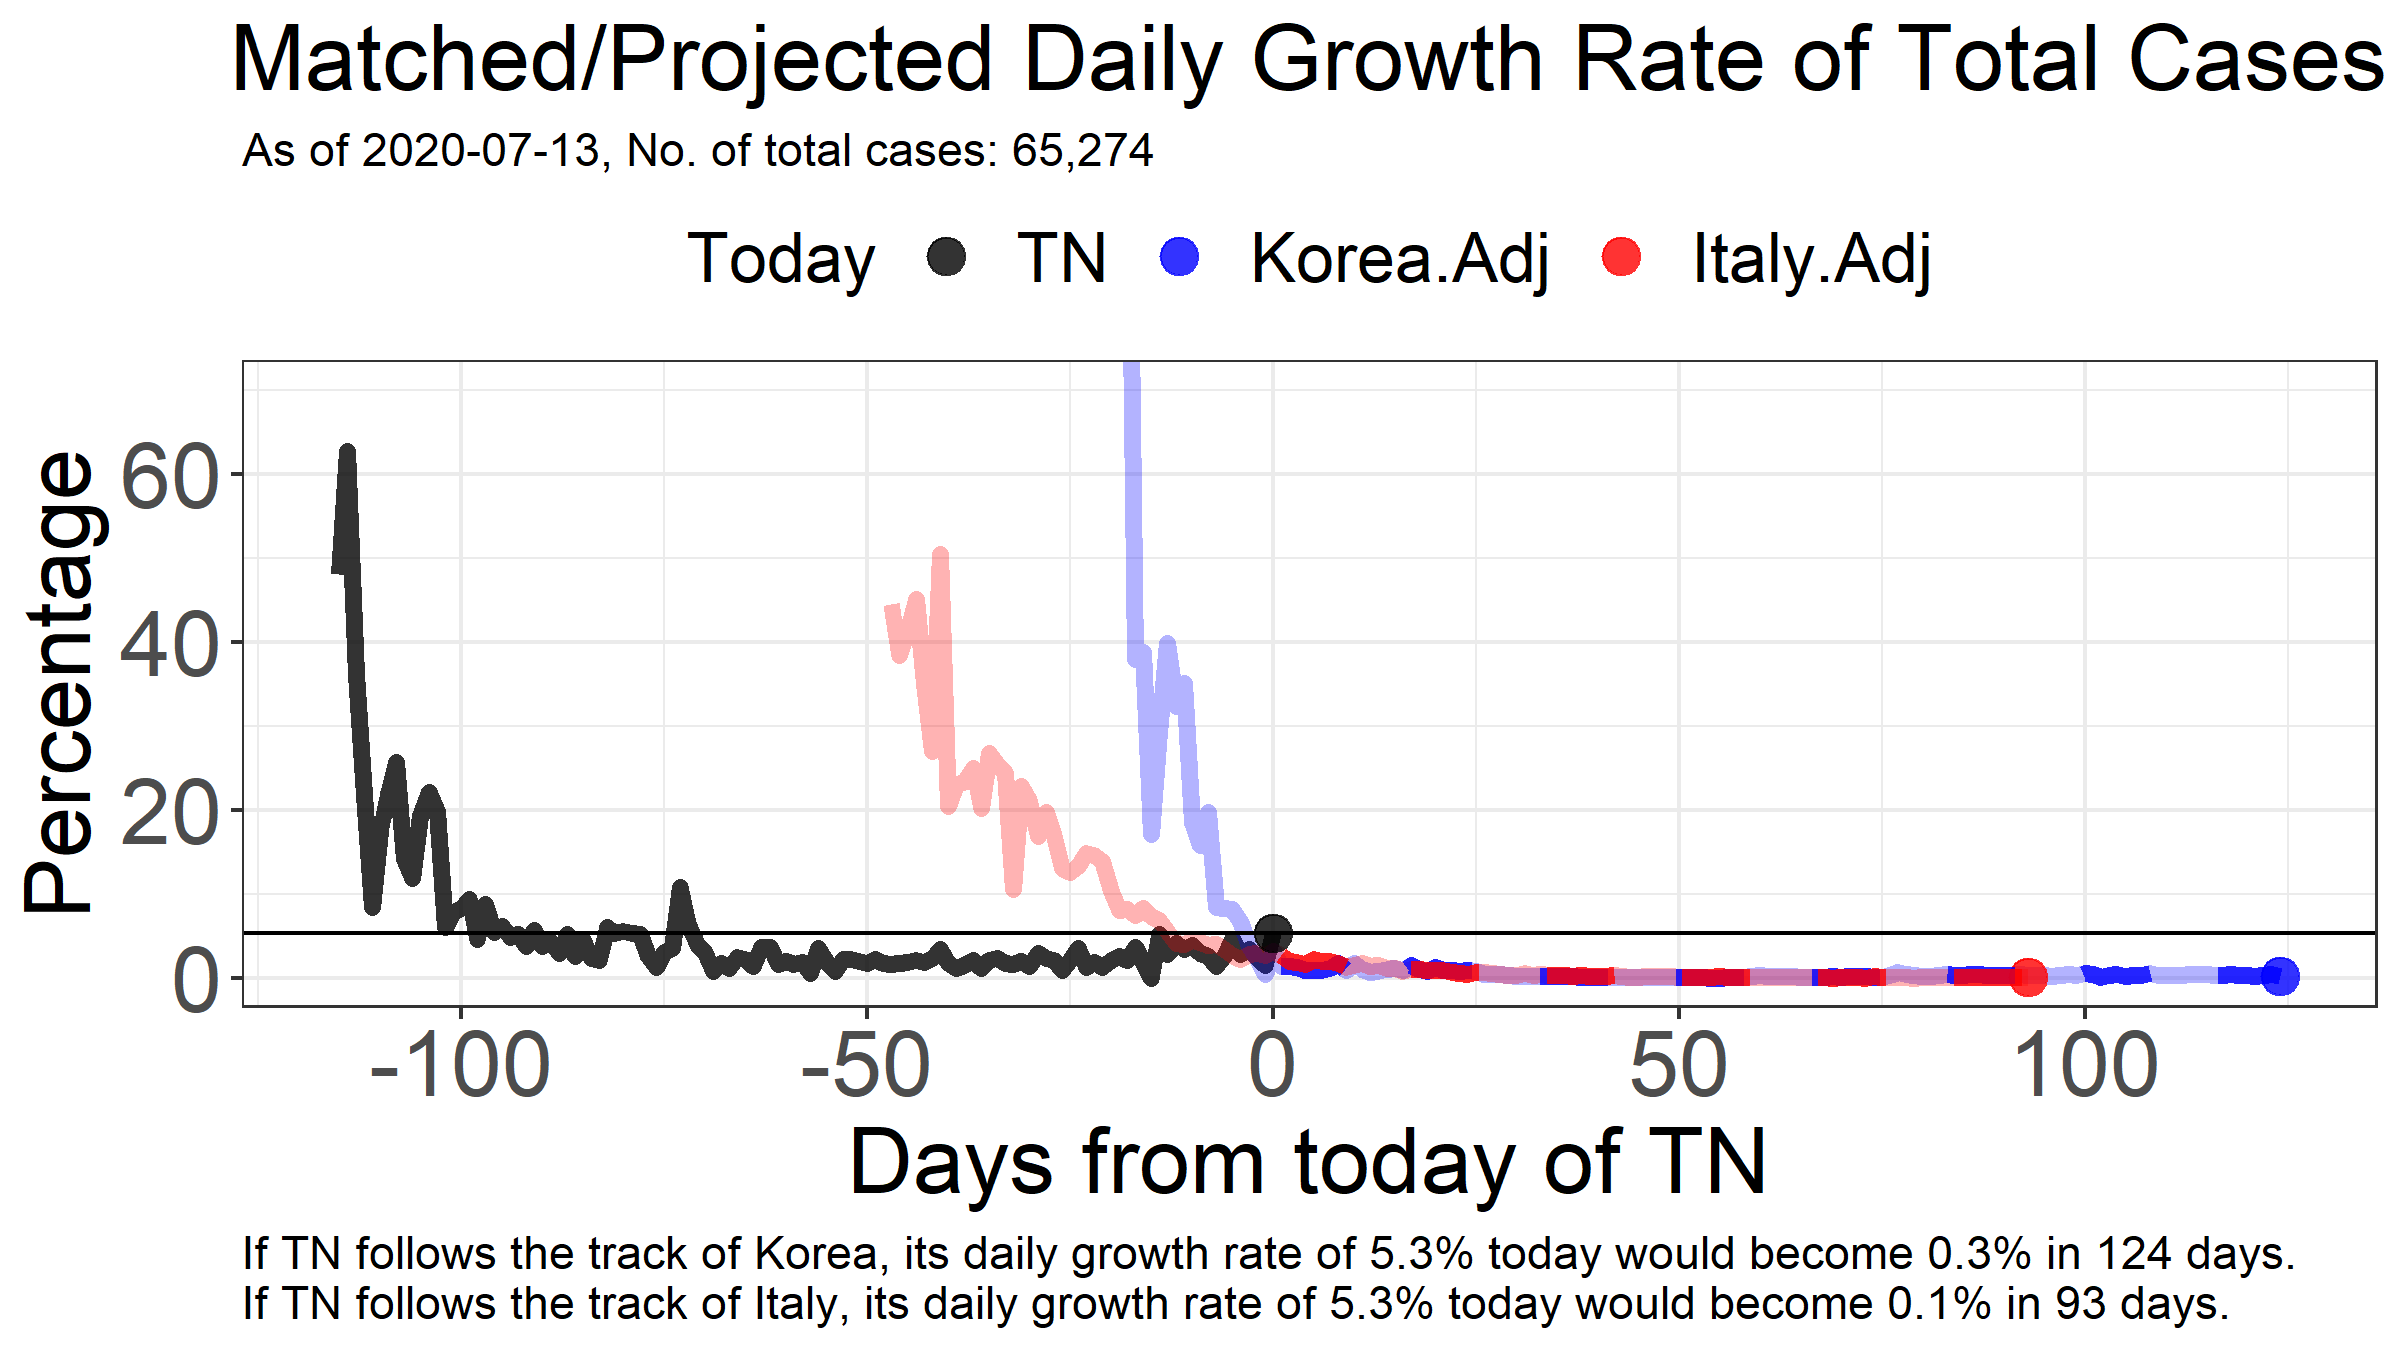 Matched/Projected Daily Growth Rate of Total Cases
As of 2020-07-13, No. of total cases: 65,274
Today TN Korea.Adj Italy.Adj
Percentage
60
40
20
0
-100 -50 0 50 100
Days from today of TN
If TN follows the track of Korea, its daily growth rate of 5.3% today would become 0.3% in 124 days.
If TN follows the track of Italy, its daily growth rate of 5.3% today would become 0.1% in 93 days.